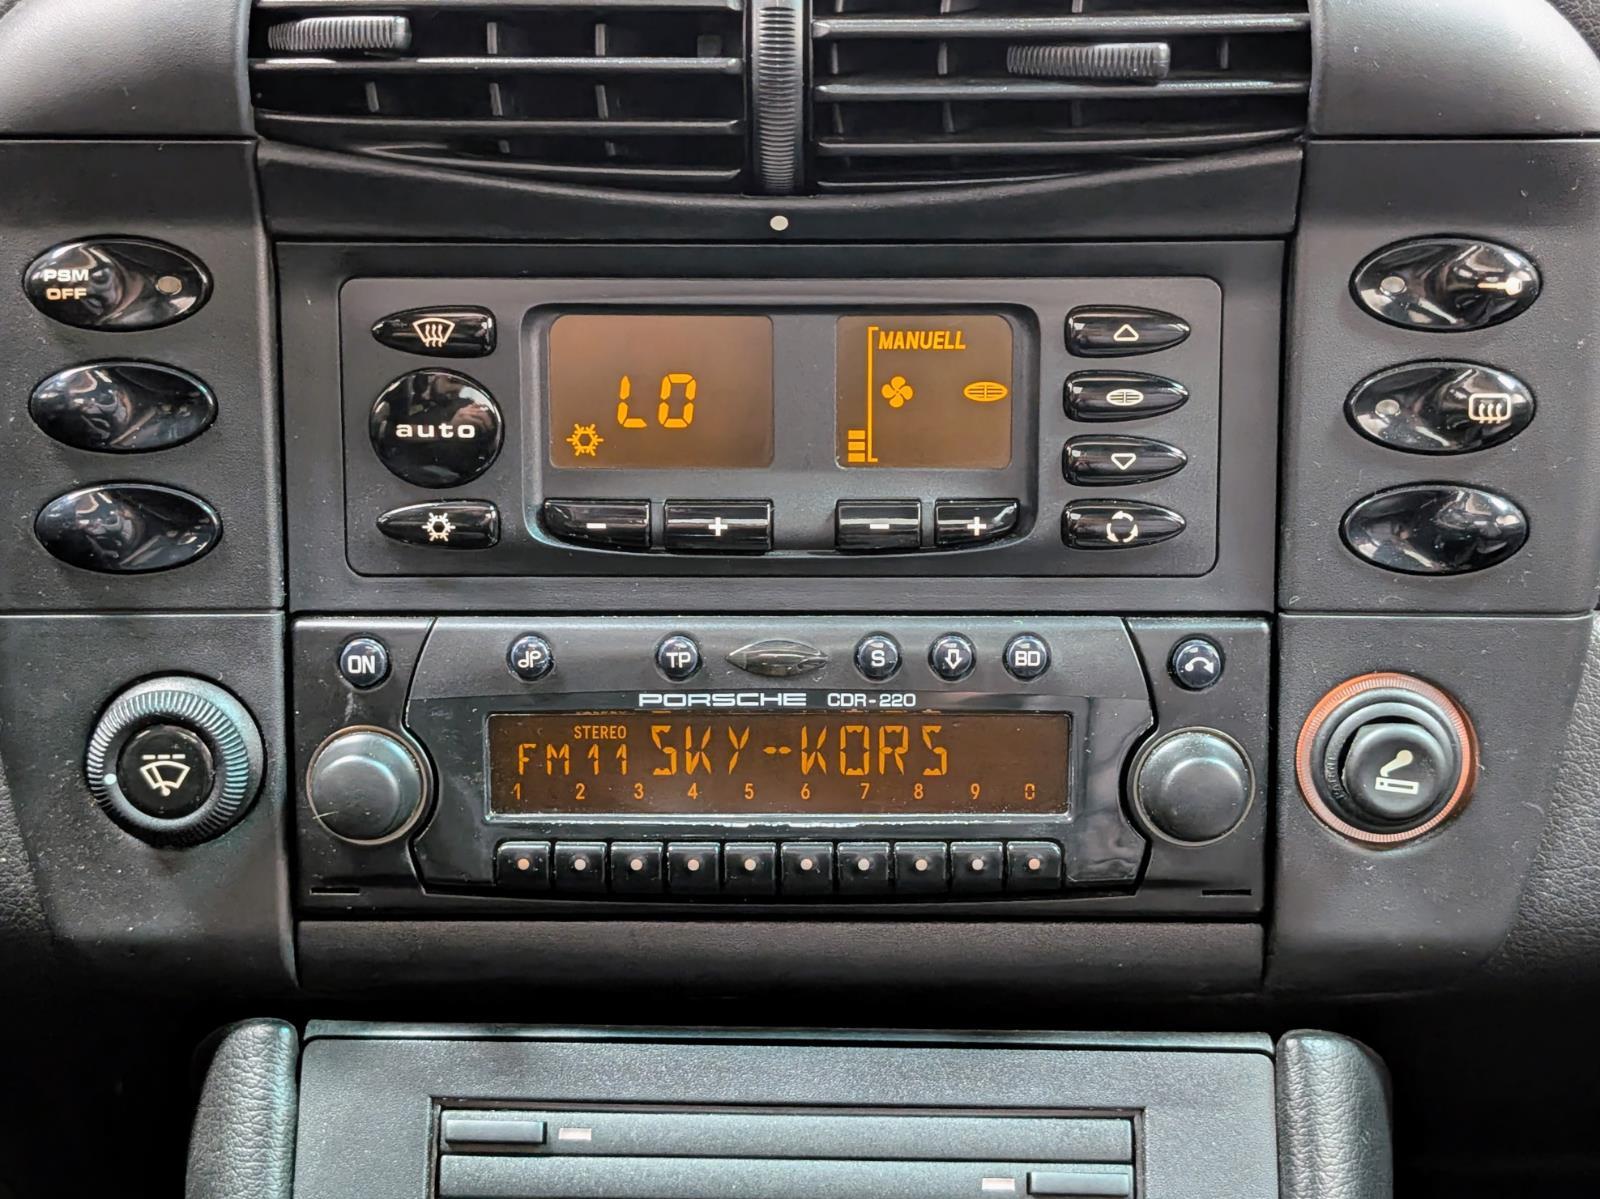 PSM
OFF
auto
LO
MANUELL
- + - +
ON
TP
S
BD
PORSCHE CDR-220
STEREO
FM11 SKY--KORS
1 2 3 4 5 6 7 8 9 0